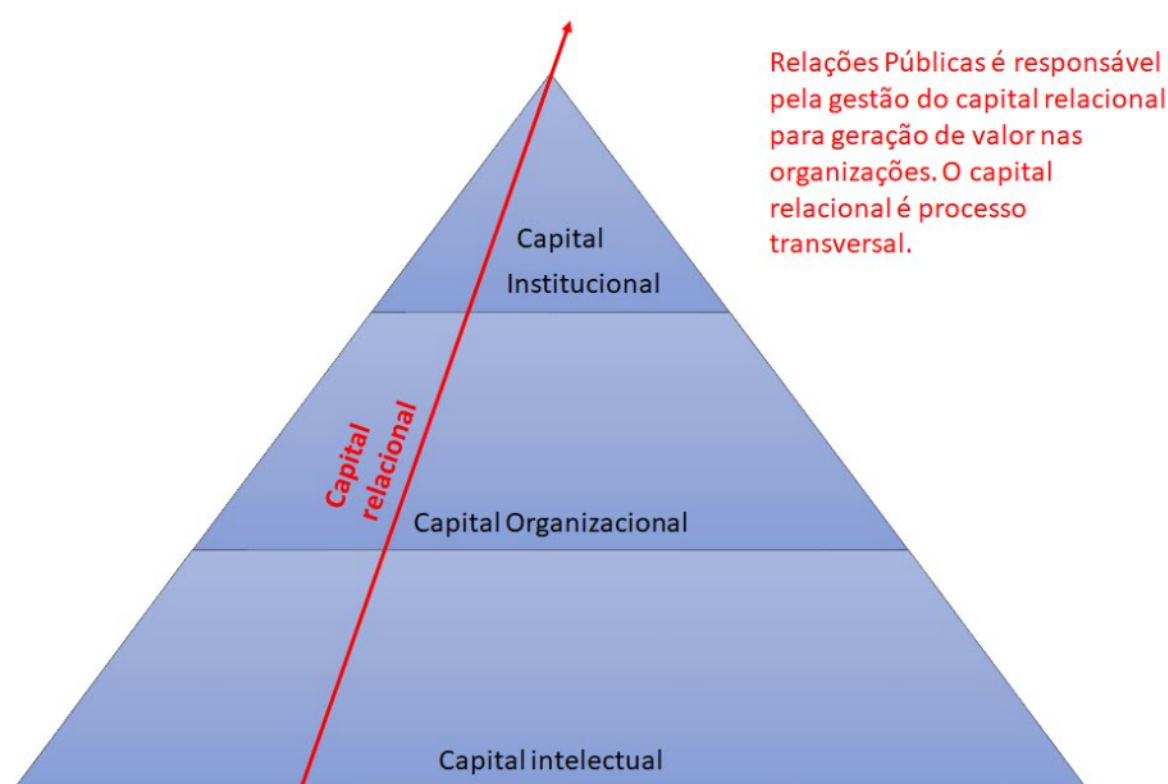 Relações Públicas é responsável
pela gestão do capital relacional
para geração de valor nas
organizações. O capital
relacional é processo
transversal.
Capital
Institucional
Capital
relacional
Capital Organizacional
Capital intelectual